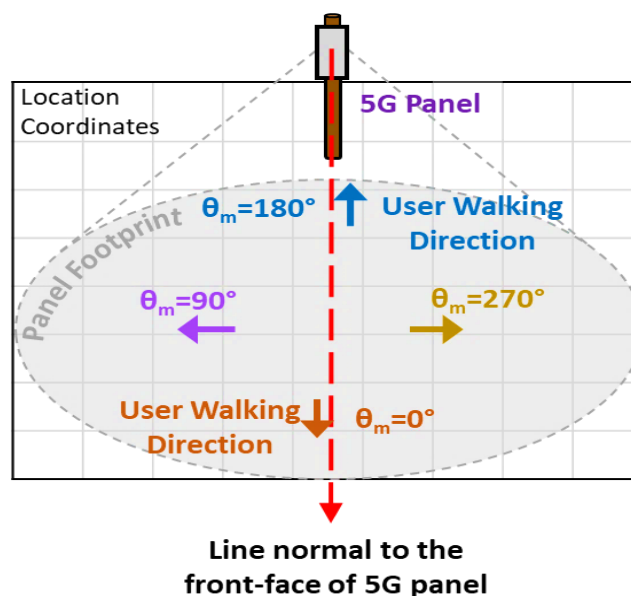 Location
Coordinates
5G Panel
θm=180°
User Walking
Direction
Panel Footprint
θm=90°
θm=270°
User Walking
Direction
θm=0°
Line normal to the
front-face of 5G panel